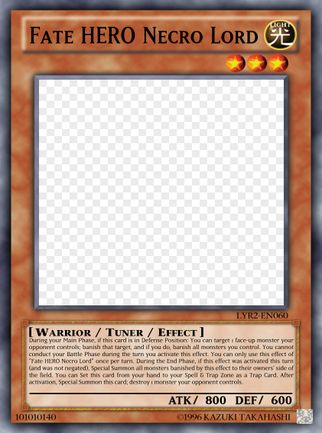 Fate HERO Necro Lord
LIGHT
光
LYR2-EN060
[ Warrior / Tuner / Effect ]
During your Main Phase, if this card is in Defense Position: You can target 1 face-up monster your
opponent controls; banish that target, and if you do, banish all monsters you control. You cannot
conduct your Battle Phase during the turn you activate this effect. You can only use this effect of
"Fate HERO Necro Lord" once per turn. During the End Phase, if this effect was activated this turn
(and was not negated), Special Summon all monsters banished by this effect to their owners' side of
the field. You can Set this card from your hand to your Spell & Trap Zone as a Trap Card. After
activation, Special Summon this card; destroy 1 monster your opponent controls.
ATK/ 800 DEF/ 600
101010140
©1996 KAZUKI TAKAHASHI